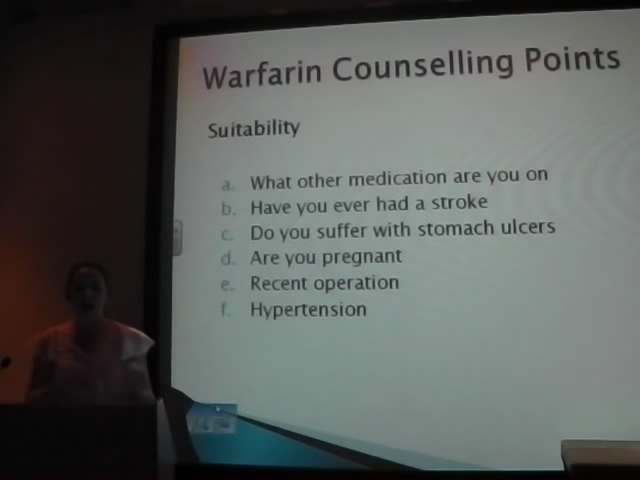 Warfarin Counselling Points
Suitability
a. What other medication are you on
b. Have you ever had a stroke
c. Do you suffer with stomach ulcers
d. Are you pregnant
e. Recent operation
f. Hypertension